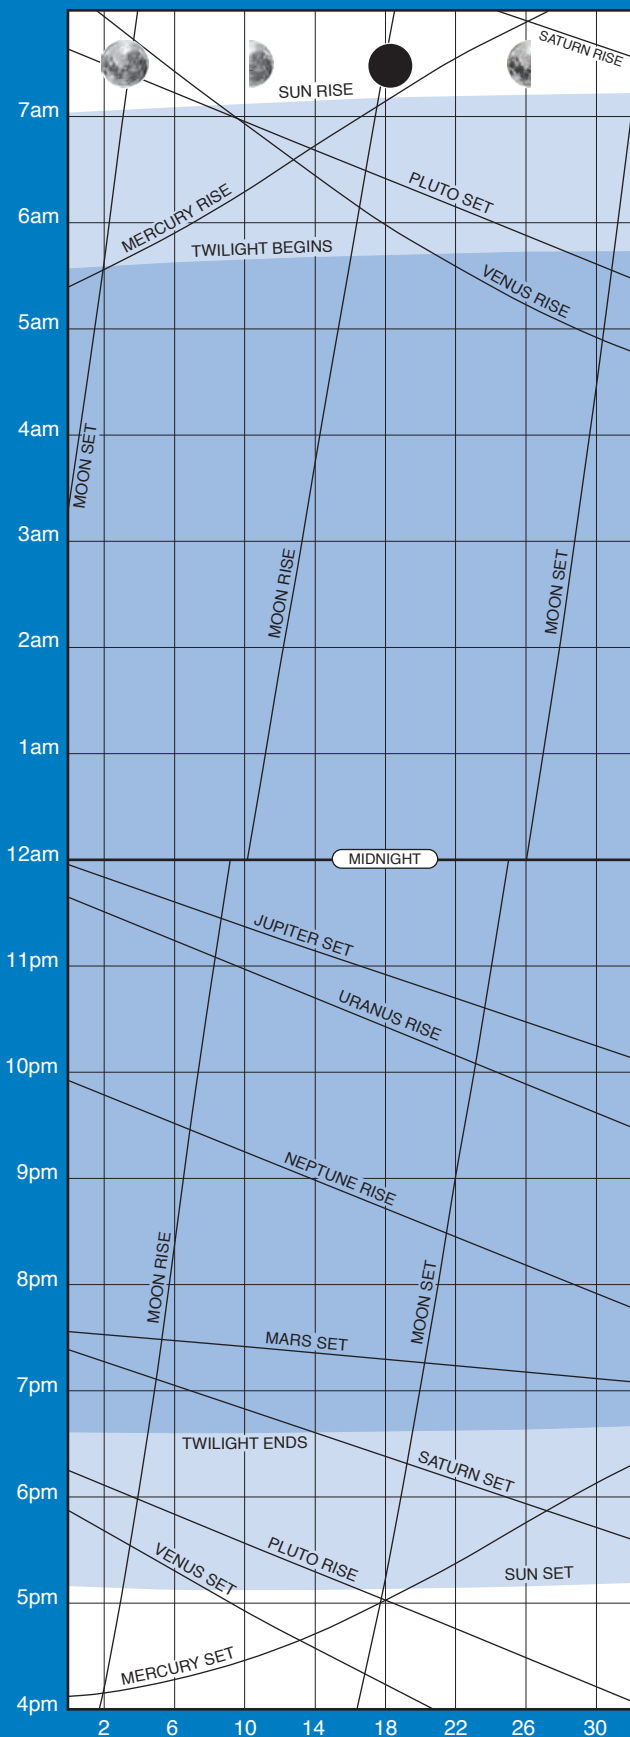 SATURN RISE
SUN RISE
7am
PLUTO SET
MERCURY RISE
6am
TWILIGHT BEGINS
VENUS RISE
5am
4am
MOON SET
3am
MOON RISE
MOON SET
2am
1am
12am
MIDNIGHT
JUPITER SET
11pm
URANUS RISE
10pm
NEPTUNE RISE
9pm
MOON RISE
8pm
MOON SET
MARS SET
7pm
TWILIGHT ENDS
SATURN SET
6pm
PLUTO RISE
VENUS SET
SUN SET
5pm
MERCURY SET
4pm
2 6 10 14 18 22 26 30